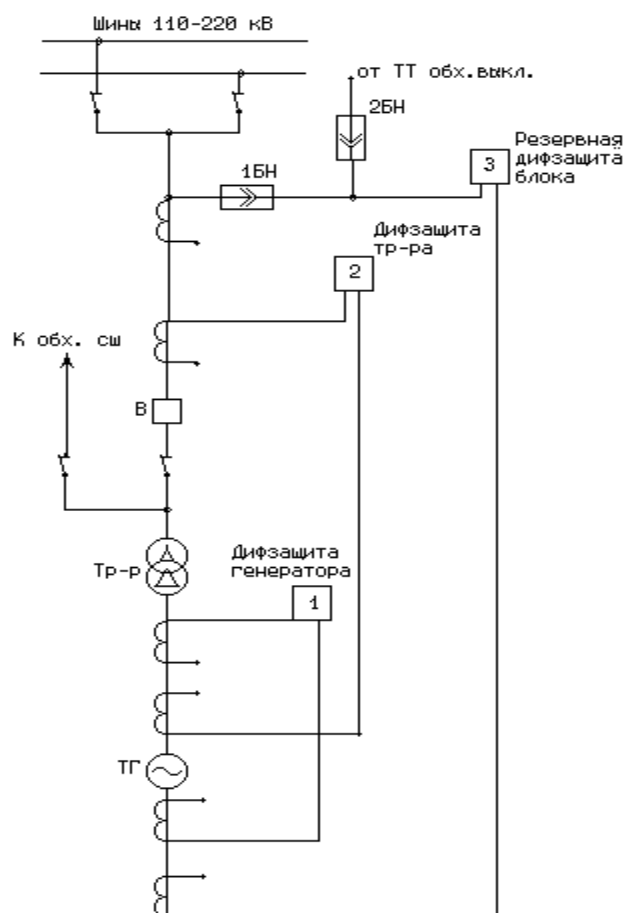 Шины 110-220 кВ
от ТТ обх.выкл.
2БН
Резервная
дифзащита
блока
3
1БН
Дифзащита
тр-ра
2
К обх. сш
В
Тр-р
Дифзащита
генератора
1
ТГ